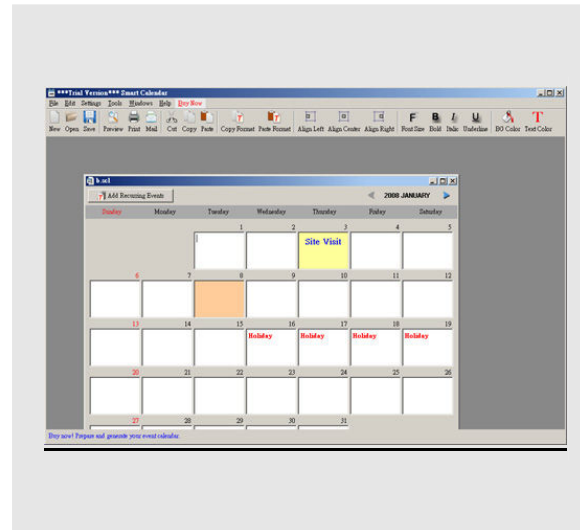 ***Trial Version*** Smart Calendar
File Edit Settings Tools Windows Help Buy Now
New Open Save Preview Print Mail Cut Copy Paste Copy Format Paste Format Align Left Align Center Align Right Font Size Bold Italic Underline BG Color Text Color
b.scl
Add Recurring Events 2008 JANUARY
Sunday Monday Tuesday Wednesday Thursday Friday Saturday
1 2 3 4 5
Site Visit
6 7 8 9 10 11 12
13 14 15 16 17 18 19
Holiday Holiday Holiday Holiday
20 21 22 23 24 25 26
27 28 29 30 31
Buy now! Prepare and generate your event calendar.